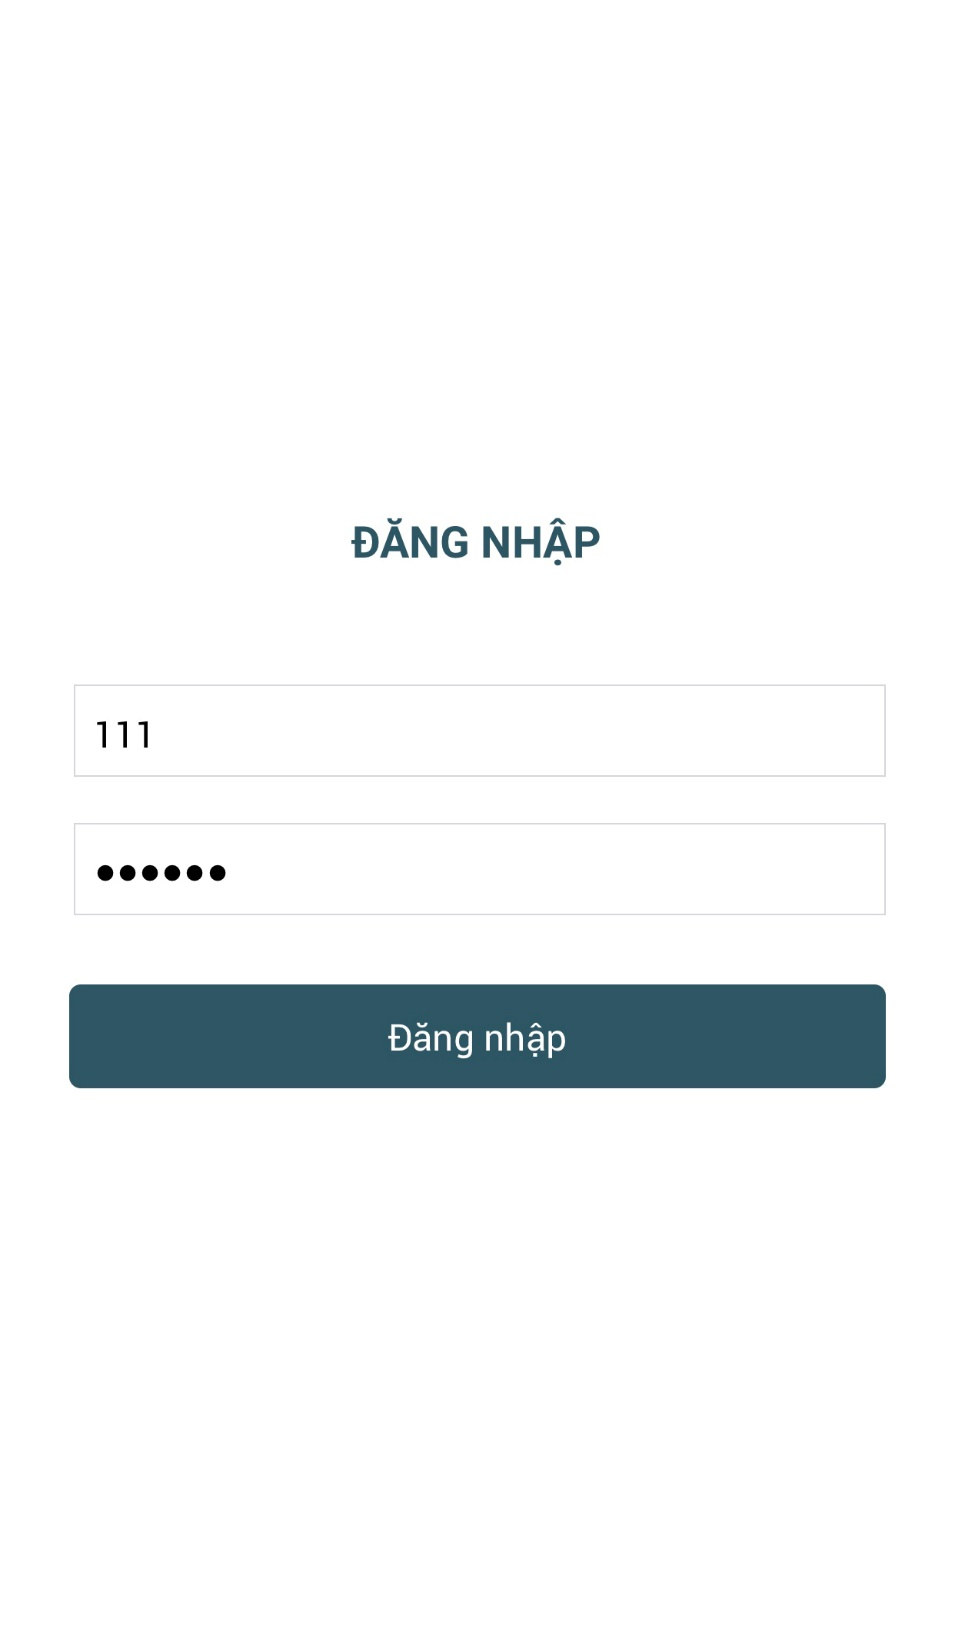 ĐĂNG NHẬP
111
••••••
Đăng nhập